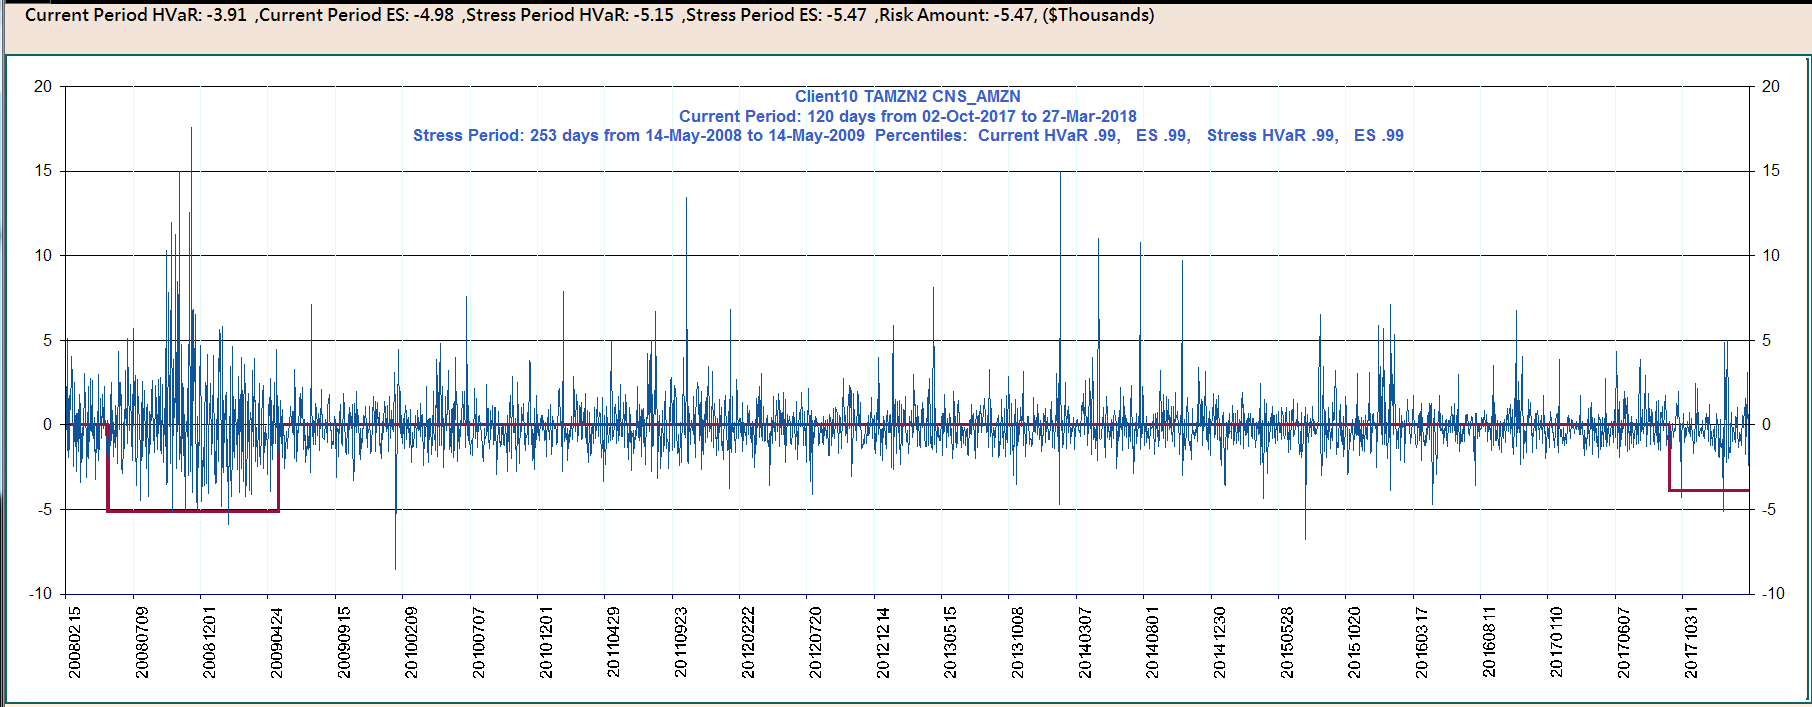 Current Period HVaR: -3.91 ,Current Period ES: -4.98 ,Stress Period HVaR: -5.15 ,Stress Period ES: -5.47 ,Risk Amount: -5.47, ($Thousands)
Client10 TAMZN2 CNS_AMZN
Current Period: 120 days from 02-Oct-2017 to 27-Mar-2018
Stress Period: 253 days from 14-May-2008 to 14-May-2009 Percentiles: Current HVaR .99, ES .99, Stress HVaR .99, ES .99
20 20
15 15
10 10
5 5
0 0
-5 -5
-10 -10
20080215 20080709 20081201 20090424 20090915 20100209 20100707 20101201 20110429 20110923 20120222 20120720 20121214 20130515 20131008 20140307 20140801 20141230 20150528 20151020 20160317 20160811 20170110 20170607 20171031